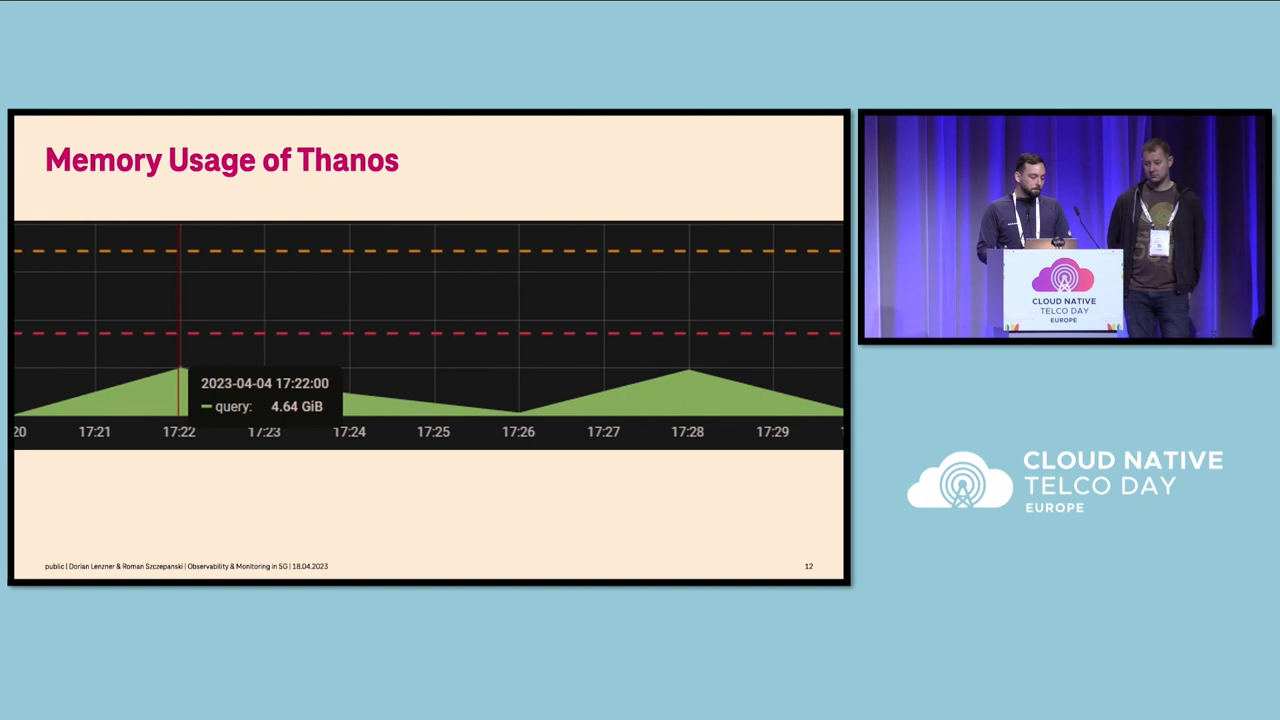 Memory Usage of Thanos
2023-04-04 17:22:00
query: 4.64 GiB
20 17:21 17:22 17:23 17:24 17:25 17:26 17:27 17:28 17:29
public | Dorian Lenzner & Roman Szczepanski | Observability & Monitoring in 5G | 18.04.2023
12
CLOUD NATIVE
TELCO DAY
EUROPE
CLOUD NATIVE
TELCO DAY
EUROPE